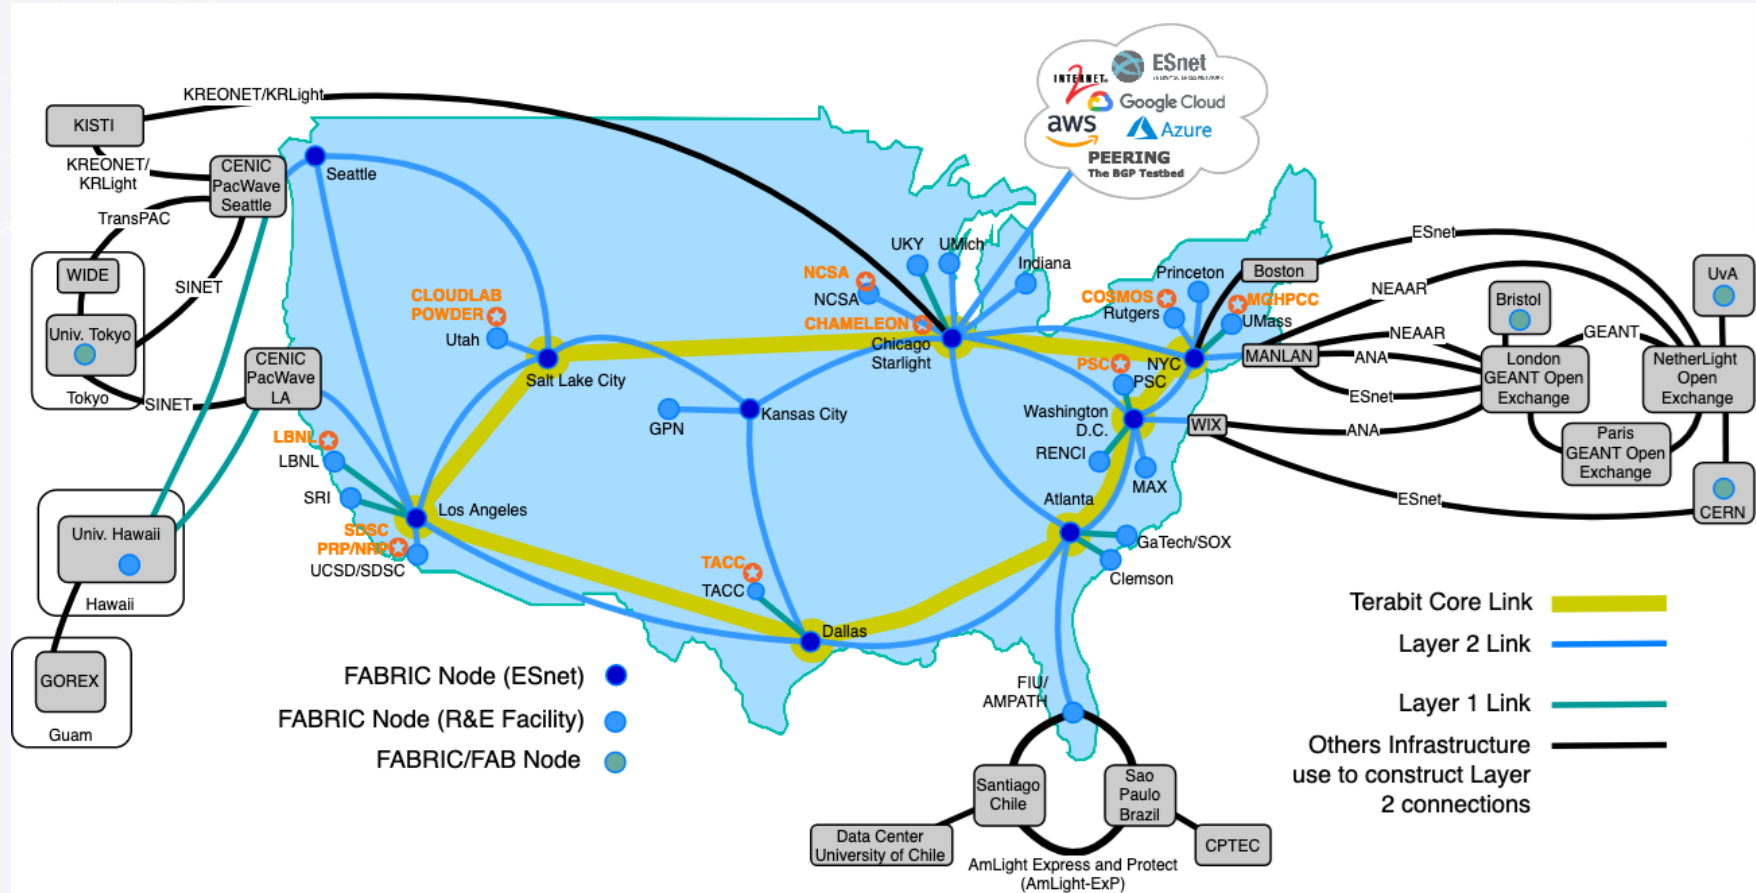 INTERNET
2
ESnet
Google Cloud
aws
Azure
PEERING
The BGP Testbed
KREONET/KRLight
KISTI
KREONET/
KRLight
CENIC
PacWave
Seattle
Seattle
TransPAC
WIDE
SINET
Univ. Tokyo
Tokyo
SINET
CENIC
PacWave
LA
CLOUDLAB
POWDER
Utah
Salt Lake City
NCSA
NCSA
UKY
UMich
Indiana
CHAMELEON
Chicago
Starlight
Princeton
COSMOS
Rutgers
MGHPCC
UMass
Boston
NYC
MANLAN
PSC
PSC
Washington
D.C.
WIX
RENCI
MAX
GPN
Kansas City
LBNL
LBNL
SRI
Los Angeles
SDSC
PRP/NRP
UCSD/SDSC
TACC
TACC
Dallas
Atlanta
GaTech/SOX
Clemson
FIU/
AMPATH
Univ. Hawaii
Hawaii
GOREX
Guam
ESnet
NEAAR
NEAAR
ANA
ESnet
ANA
ESnet
Bristol
GEANT
London
GEANT Open
Exchange
UvA
NetherLight
Open
Exchange
Paris
GEANT Open
Exchange
CERN
Santiago
Chile
Sao
Paulo
Brazil
Data Center
University of Chile
CPTEC
AmLight Express and Protect
(AmLight-ExP)
FABRIC Node (ESnet)
FABRIC Node (R&E Facility)
FABRIC/FAB Node
Terabit Core Link
Layer 2 Link
Layer 1 Link
Others Infrastructure
use to construct Layer
2 connections